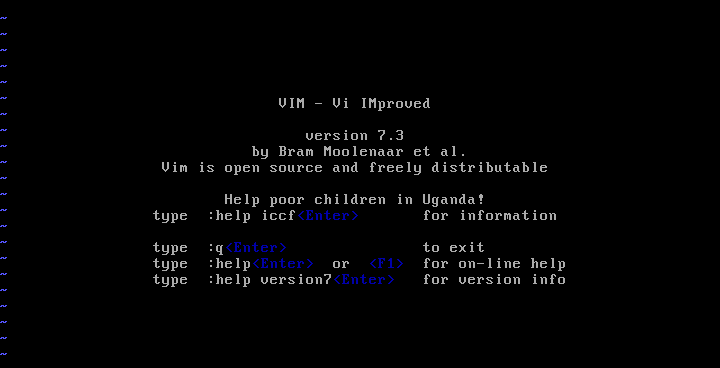 ~
~
~
~
~
~
VIM - Vi IMproved
~
~
version 7.3
~
by Bram Moolenaar et al.
~
Vim is open source and freely distributable
~
~
Help poor children in Uganda!
~
type :help iccf<Enter> for information
~
~
type :q<Enter> to exit
~
type :help<Enter> or <F1> for on-line help
~
type :help version7<Enter> for version info
~
~
~
~
~